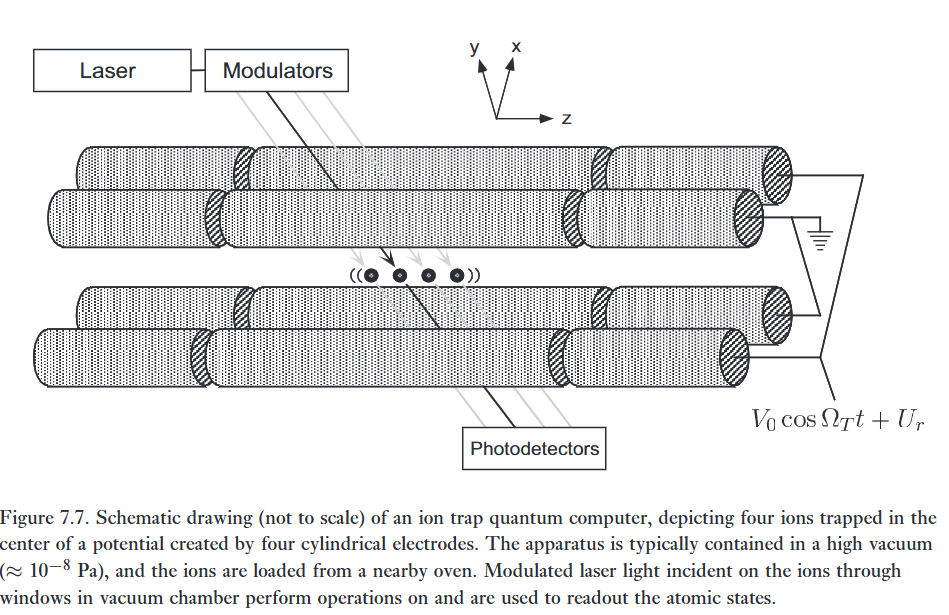 y x
Laser Modulators
z
V₀ cos Ω_T t + U_r
Photodetectors
Figure 7.7. Schematic drawing (not to scale) of an ion trap quantum computer, depicting four ions trapped in the
center of a potential created by four cylindrical electrodes. The apparatus is typically contained in a high vacuum
(≈ 10⁻⁸ Pa), and the ions are loaded from a nearby oven. Modulated laser light incident on the ions through
windows in vacuum chamber perform operations on and are used to readout the atomic states.